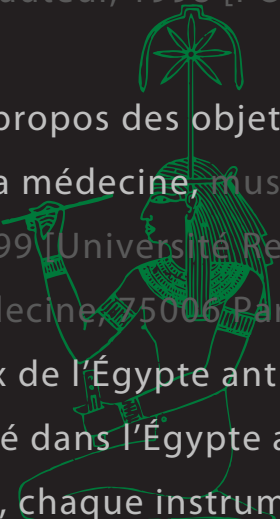 propos des objet
a médecine, mus
99 [Université Re
decine, 75006 Par
x de l'Égypte ant
é dans l'Égypte a
, chaque instrum